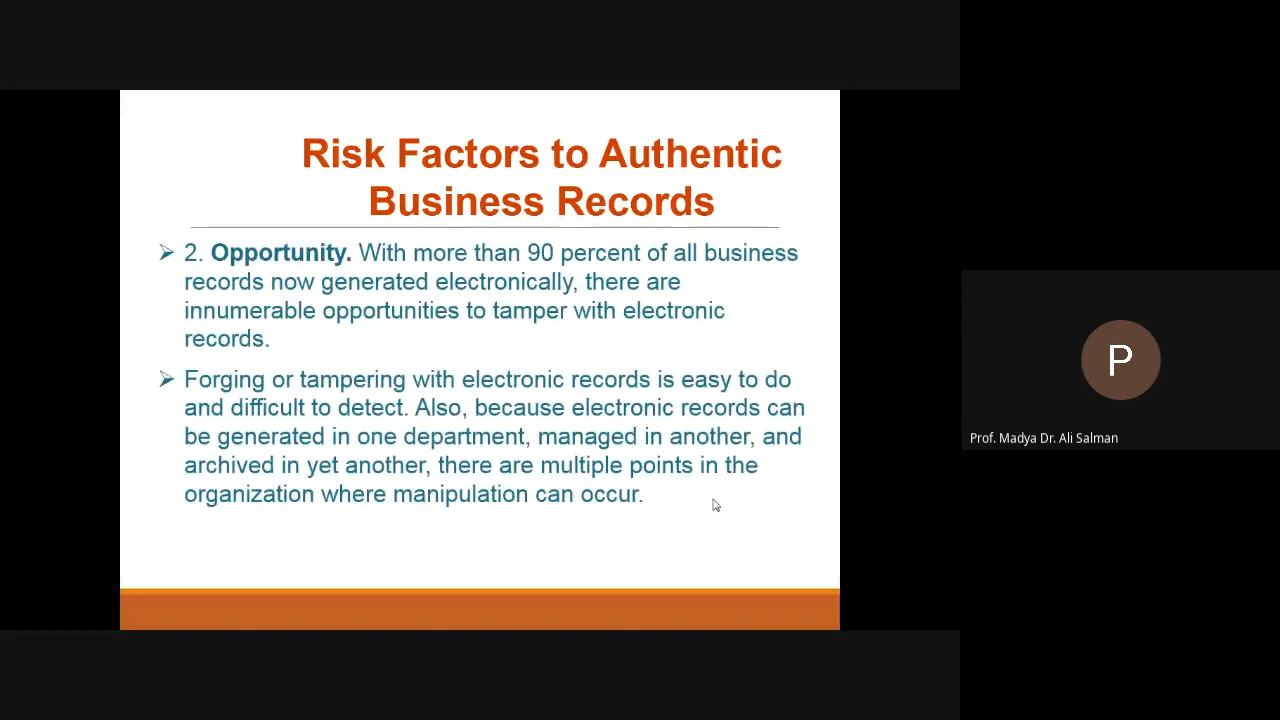 Risk Factors to Authentic
Business Records
2. Opportunity. With more than 90 percent of all business
records now generated electronically, there are
innumerable opportunities to tamper with electronic
records.
Forging or tampering with electronic records is easy to do
and difficult to detect. Also, because electronic records can
be generated in one department, managed in another, and
archived in yet another, there are multiple points in the
organization where manipulation can occur.
P
Prof. Madya Dr. Ali Salman